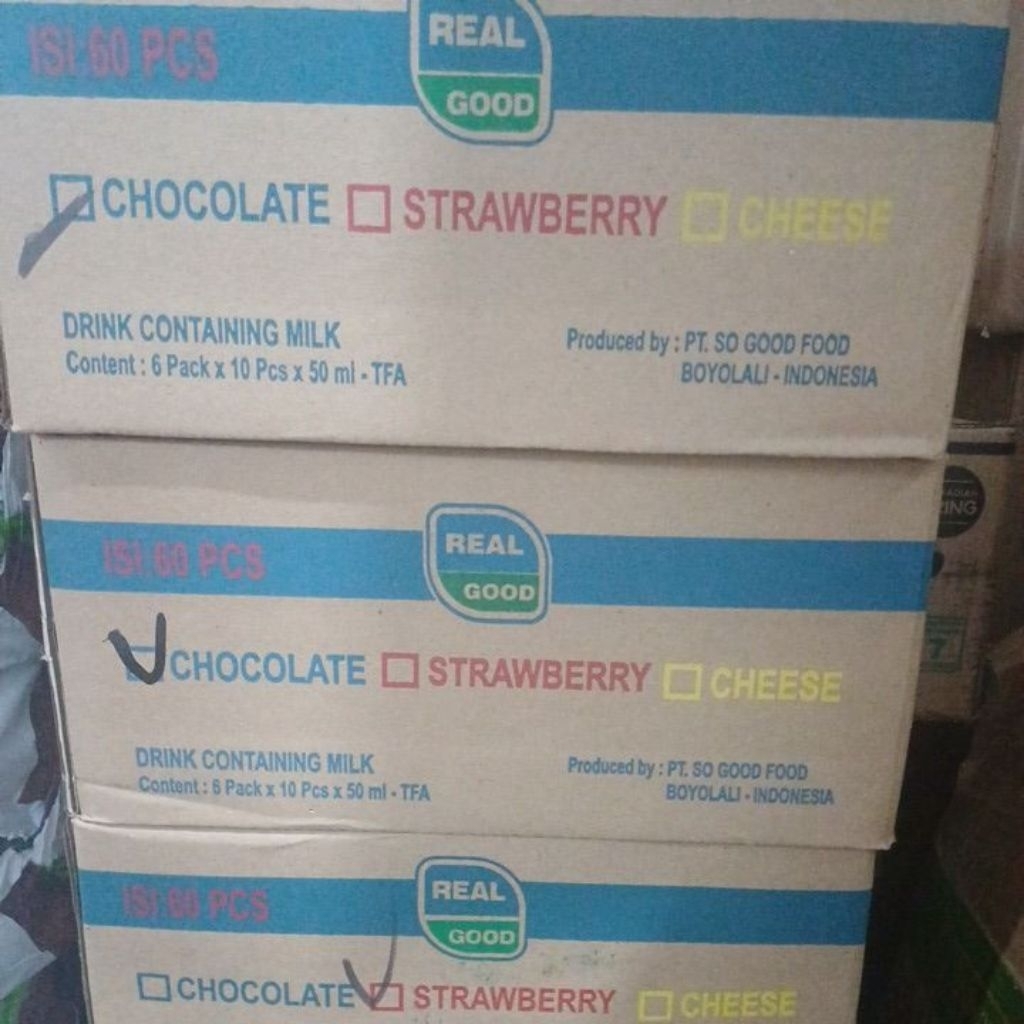 ISI:60 PCS
REAL
GOOD
CHOCOLATE STRAWBERRY CHEESE
DRINK CONTAINING MILK
Content : 6 Pack x 10 Pcs x 50 ml - TFA
Produced by : PT. SO GOOD FOOD
BOYOLALI - INDONESIA
ISI:60 PCS
REAL
GOOD
CHOCOLATE STRAWBERRY CHEESE
DRINK CONTAINING MILK
Content : 6 Pack x 10 Pcs x 50 ml - TFA
Produced by : PT. SO GOOD FOOD
BOYOLALI - INDONESIA
ISI:60 PCS
REAL
GOOD
CHOCOLATE STRAWBERRY CHEESE
7